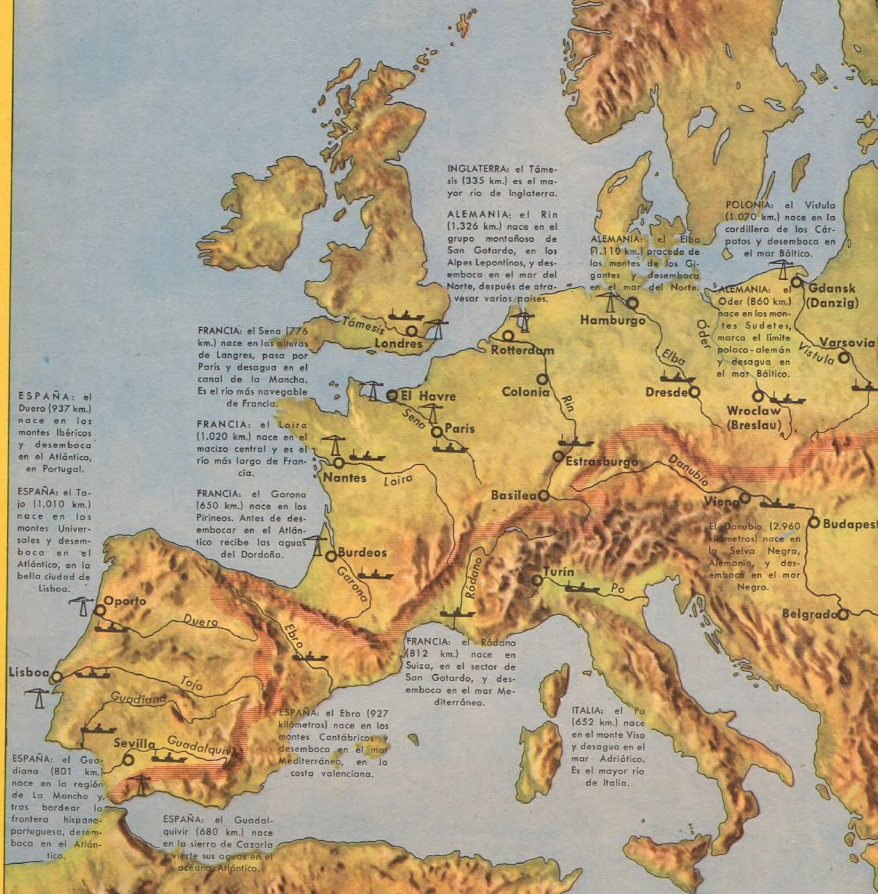 INGLATERRA: el Táme-
sis (335 km.) es el ma-
yor río de Inglaterra.
ALEMANIA: el Rin
(1.326 km.) nace en el
grupo montañoso de
San Gotardo, en los
Alpes Lepontinos, y des-
emboca en el mar del
Norte, después de atra-
vesar varios países.
ALEMANIA: el Elba
(1.110 km.) procede de
los montes de los Gi-
gantes y desemboca
en el mar del Norte.
POLONIA: el Vístula
(1.070 km.) nace en la
cordillera de los Cár-
patos y desemboca en
el mar Báltico.
ALEMANIA: el
Oder (860 km.)
nace en los mon-
tes Sudetes,
marca el límite
polaco-alemán
y desagua en
el mar Báltico.
Gdansk
(Danzig)
Hamburgo
Óder
Varsovia
Vístula
Támesis
Londres
Rotterdam
Elba
Colonia
Rin
Dresde
Wroclaw
(Breslau)
FRANCIA: el Sena (776
km.) nace en las alturas
de Langres, pasa por
París y desagua en el
canal de la Mancha.
Es el río más navegable
de Francia.
El Havre
Sena
París
FRANCIA: el Loira
(1.020 km.) nace en el
macizo central y es el
río más largo de Fran-
cia.
Nantes
Loira
Estrasburgo
Danubio
Basilea
Viena
Budapest
ESPAÑA: el
Duero (937 km.)
nace en los
montes Ibéricos
y desemboca
en el Atlántico,
en Portugal.
ESPAÑA: el Ta-
jo (1.010 km.)
nace en los
montes Univer-
sales y desem-
boca en el
Atlántico, en la
bella ciudad de
Lisboa.
FRANCIA: el Garona
(650 km.) nace en los
Pirineos. Antes de des-
embocar en el Atlán-
tico recibe las aguas
del Dordoña.
Burdeos
Garona
Ródano
Turín
Po
El Danubio (2.960
kilómetros) nace en
la Selva Negra,
Alemania, y des-
emboca en el mar
Negro.
Belgrado
Oporto
Duero
Ebro
Lisboa
Tajo
Guadiana
Sevilla
Guadalquivir
FRANCIA: el Ródano
(812 km.) nace en
Suiza, en el sector de
San Gotardo, y des-
emboca en el mar Me-
diterráneo.
ESPAÑA: el Ebro (927
kilómetros) nace en los
montes Cantábricos y
desemboca en el mar
Mediterráneo, en la
costa valenciana.
ITALIA: el Po
(652 km.) nace
en el monte Viso
y desagua en el
mar Adriático.
Es el mayor río
de Italia.
ESPAÑA: el Gua-
diana (801 km.)
nace en la región
de La Mancha y,
tras bordear la
frontera hispano-
portuguesa, desem-
boca en el Atlán-
tico.
ESPAÑA: el Guadal-
quivir (680 km.) nace
en la sierra de Cazorla
y vierte sus aguas en el
océano Atlántico.